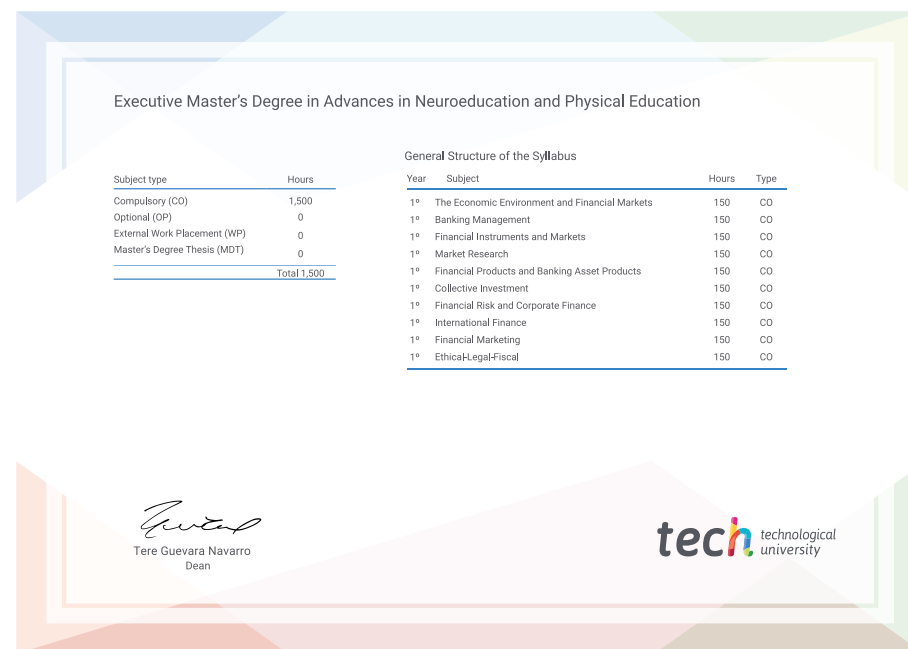 Executive Master's Degree in Advances in Neuroeducation and Physical Education
General Structure of the Syllabus
Subject type Hours
Compulsory (CO) 1,500
Optional (OP) 0
External Work Placement (WP) 0
Master's Degree Thesis (MDT) 0
Total 1,500
Year Subject Hours Type
1º The Economic Environment and Financial Markets 150 CO
1º Banking Management 150 CO
1º Financial Instruments and Markets 150 CO
1º Market Research 150 CO
1º Financial Products and Banking Asset Products 150 CO
1º Collective Investment 150 CO
1º Financial Risk and Corporate Finance 150 CO
1º International Finance 150 CO
1º Financial Marketing 150 CO
1º Ethical-Legal-Fiscal 150 CO
Tere Guevara Navarro
Dean
tech technological
university